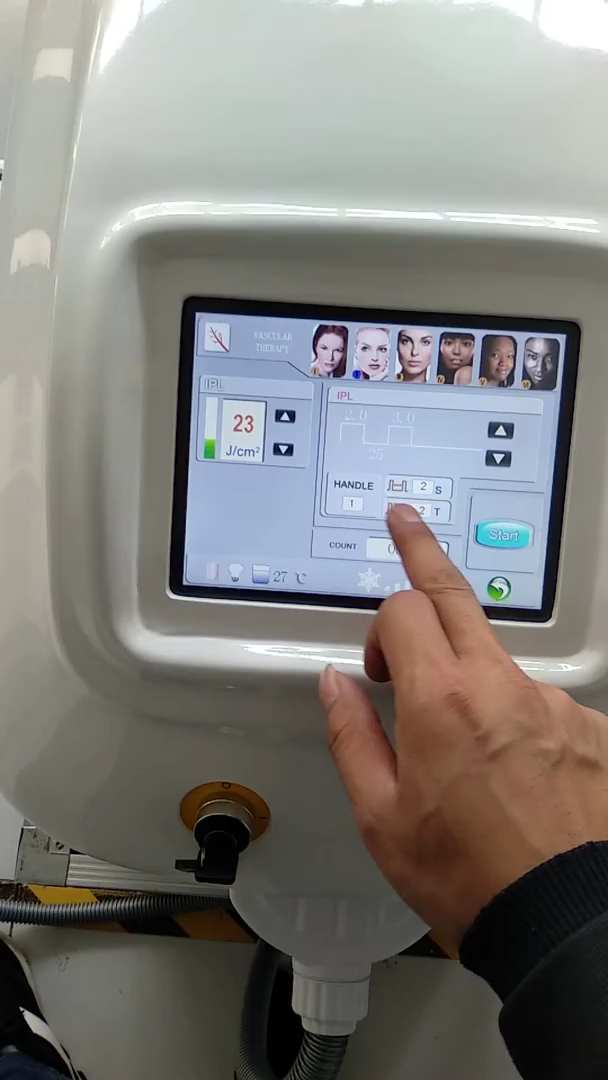 VASCULAR
THERAPY
IPL
23
J/cm²
IPL
2.0 3.0
25
HANDLE
1
2 S
2 T
Start
COUNT
27 ℃